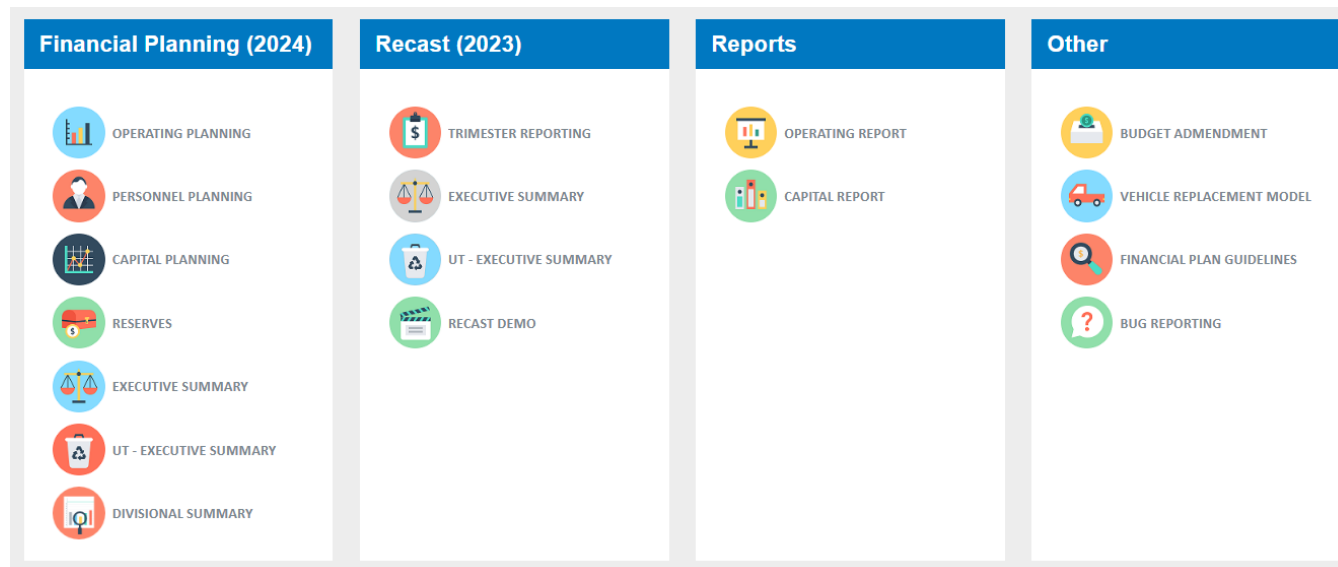 Financial Planning (2024)
OPERATING PLANNING
PERSONNEL PLANNING
CAPITAL PLANNING
RESERVES
EXECUTIVE SUMMARY
UT - EXECUTIVE SUMMARY
DIVISIONAL SUMMARY
Recast (2023)
TRIMESTER REPORTING
EXECUTIVE SUMMARY
UT - EXECUTIVE SUMMARY
RECAST DEMO
Reports
OPERATING REPORT
CAPITAL REPORT
Other
BUDGET ADMENDMENT
VEHICLE REPLACEMENT MODEL
FINANCIAL PLAN GUIDELINES
BUG REPORTING